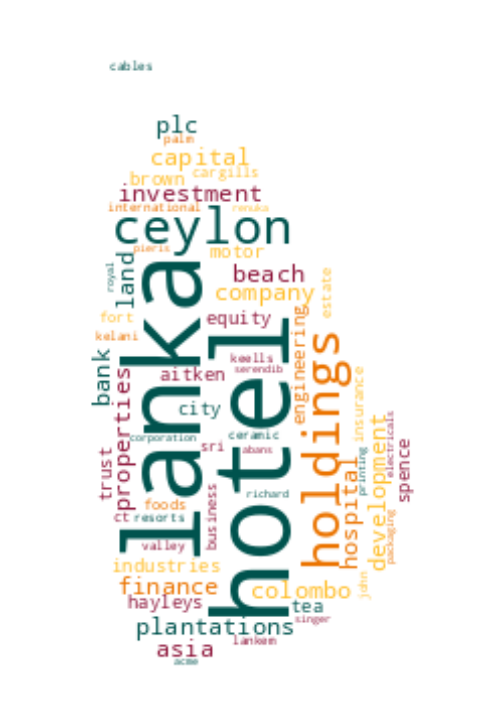 cables
plc
palm
capital
cargills
brown
investment
international
renuka
ceylon
pieris
motor
royal
land
lanka
beach
estate
company
fort
equity
kelani
engineering
hotel
holdings
bank
keells
serendib
aitken
properties
insurance
city
corporation
ceramic
sri
abans
development
electricals
spence
trust
hospital
printing
business
richard
foods
ct
resorts
packaging
valley
industries
finance
colombo
john
hayleys
tea
singer
plantations
lankem
asia
acme